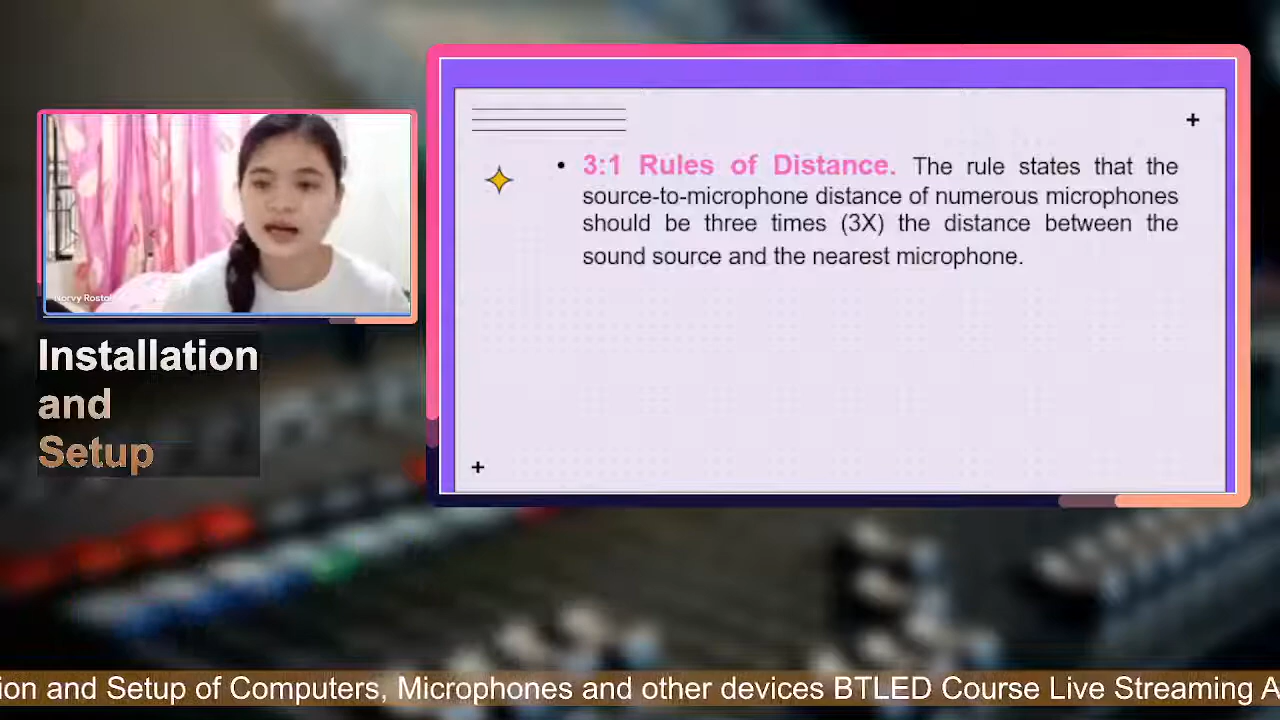 3:1 Rules of Distance. The rule states that the
source-to-microphone distance of numerous microphones
should be three times (3X) the distance between the
sound source and the nearest microphone.
Norvy Rosta
Installation
and
Setup
ion and Setup of Computers, Microphones and other devices BTLED Course Live Streaming A